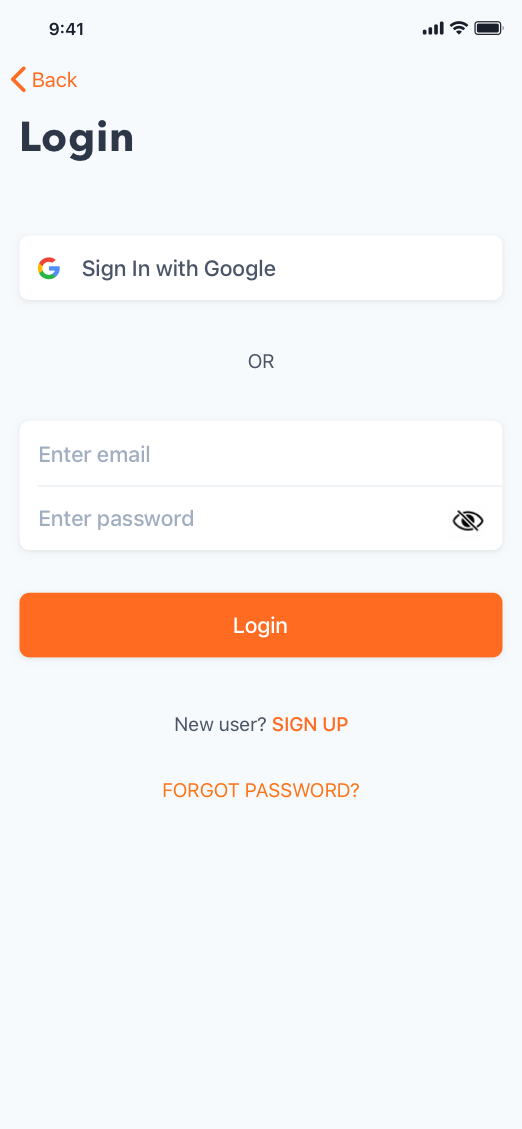 9:41
Back
Login
Sign In with Google
OR
Enter email
Enter password
Login
New user? SIGN UP
FORGOT PASSWORD?